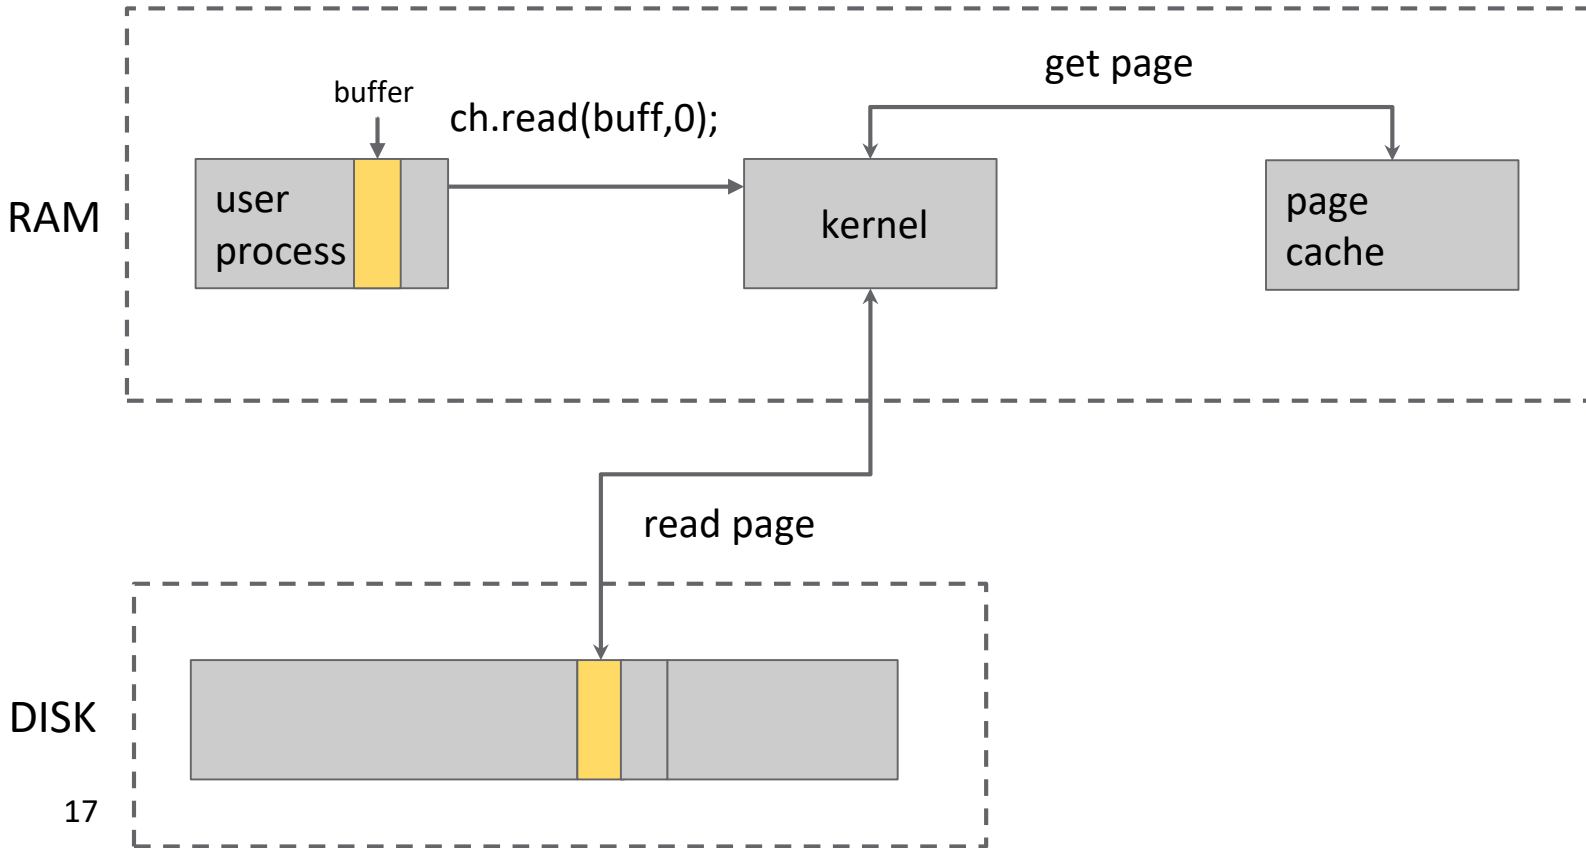 get page
buffer
ch.read(buff,0);
RAM
user
process
kernel
page
cache
read page
DISK
17